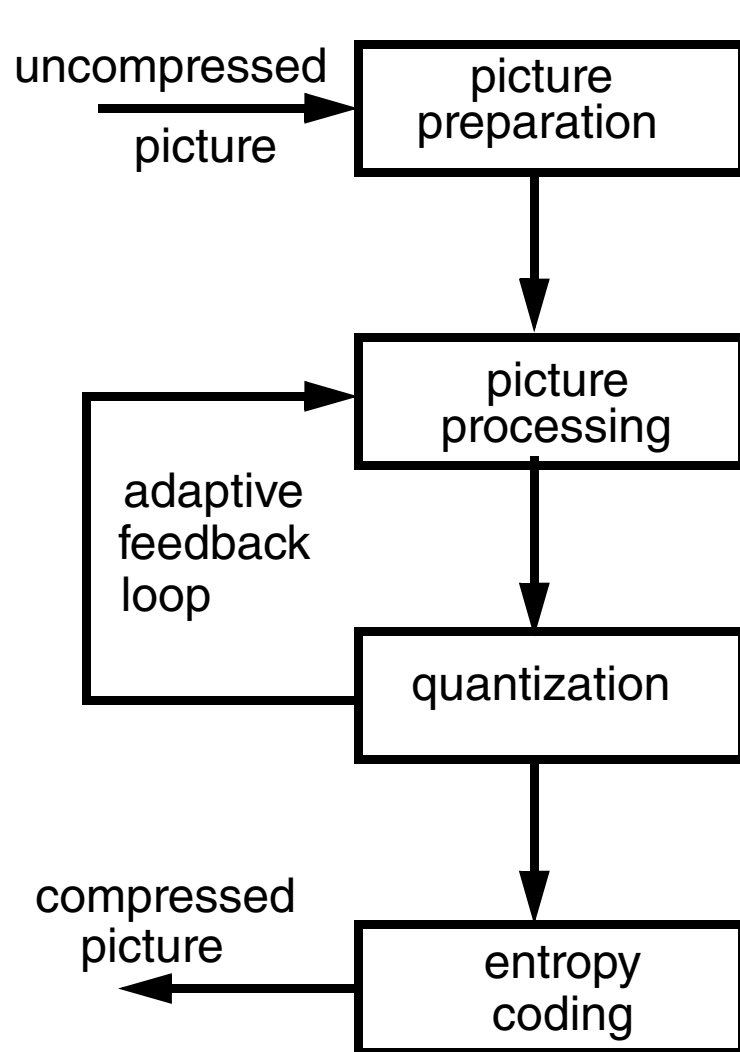 uncompressed
picture
picture
preparation
picture
processing
adaptive
feedback
loop
quantization
compressed
picture
entropy
coding